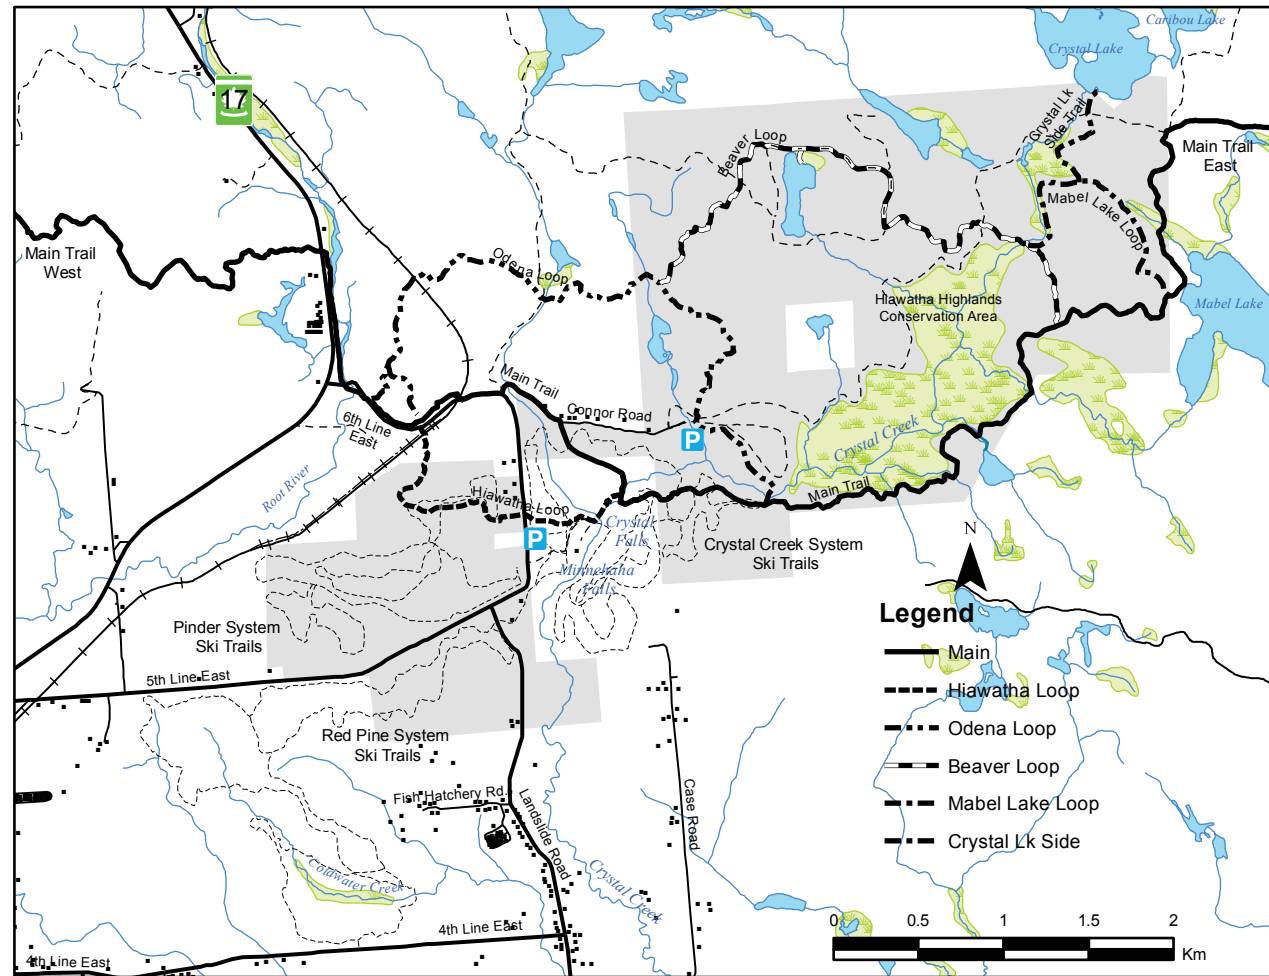 Caribou Lake
Crystal Lake
17
Crystal Lk
Side Trail
Main Trail
East
Beaver Loop
Mabel Lake Loop
Main Trail
West
Odena Loop
Mabel Lake
Hiawatha Highlands
Conservation Area
Main Trail
Connor Road
6th Line
East
P
Crystal Creek
Root River
Main Trail
Hiawatha Loop
Crystal
Falls
P
Crystal Creek System
Ski Trails
N
Minnehaha
Falls
Legend
Main
Hiawatha Loop
Odena Loop
Beaver Loop
Mabel Lake Loop
Crystal Lk Side
Pinder System
Ski Trails
5th Line East
Red Pine System
Ski Trails
Fish Hatchery Rd.
Landslide Road
Case Road
Coldwater Creek
Crystal Creek
4th Line East
4th Line East
0 0.5 1 1.5 2
Km